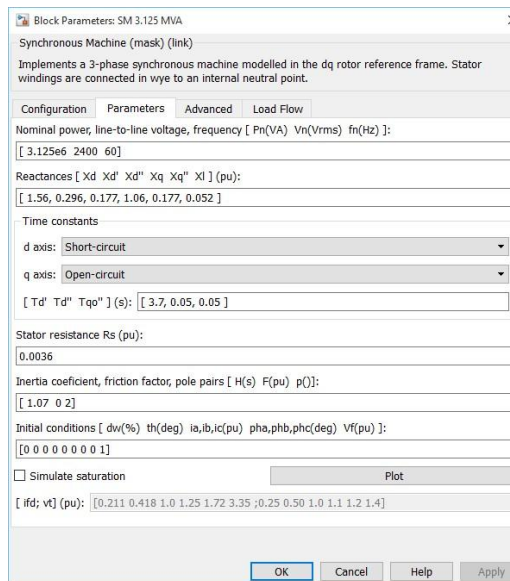 Block Parameters: SM 3.125 MVA
Synchronous Machine (mask) (link)
Implements a 3-phase synchronous machine modelled in the dq rotor reference frame. Stator
windings are connected in wye to an internal neutral point.
Configuration Parameters Advanced Load Flow
Nominal power, line-to-line voltage, frequency [ Pn(VA) Vn(Vrms) fn(Hz) ]:
[ 3.125e6 2400 60]
Reactances [ Xd Xd' Xd'' Xq Xq'' Xl ] (pu):
[ 1.56, 0.296, 0.177, 1.06, 0.177, 0.052 ]
Time constants
d axis: Short-circuit
q axis: Open-circuit
[ Td' Td'' Tqo'' ] (s): [ 3.7, 0.05, 0.05 ]
Stator resistance Rs (pu):
0.0036
Inertia coeficient, friction factor, pole pairs [ H(s) F(pu) p()]:
[ 1.07 0 2]
Initial conditions [ dw(%) th(deg) ia,ib,ic(pu) pha,phb,phc(deg) Vf(pu) ]:
[0 0 0 0 0 0 0 0 1]
Simulate saturation Plot
[ ifd; vt] (pu): [0.211 0.418 1.0 1.25 1.72 3.35 ;0.25 0.50 1.0 1.1 1.2 1.4]
OK Cancel Help Apply